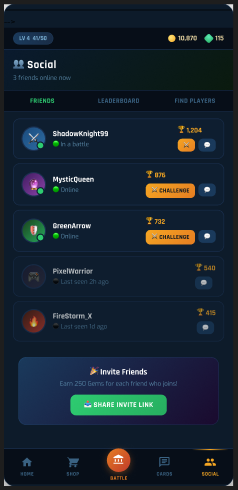 LV 4 41/50
10,970
115
Social
3 friends online now
FRIENDS
LEADERBOARD
FIND PLAYERS
ShadowKnight99
In a battle
1,204
MysticQueen
Online
876
CHALLENGE
GreenArrow
Online
732
CHALLENGE
PixelWarrior
Last seen 2h ago
540
FireStorm_X
Last seen 1d ago
415
Invite Friends
Earn 250 Gems for each friend who joins!
SHARE INVITE LINK
HOME
SHOP
BATTLE
CARDS
SOCIAL